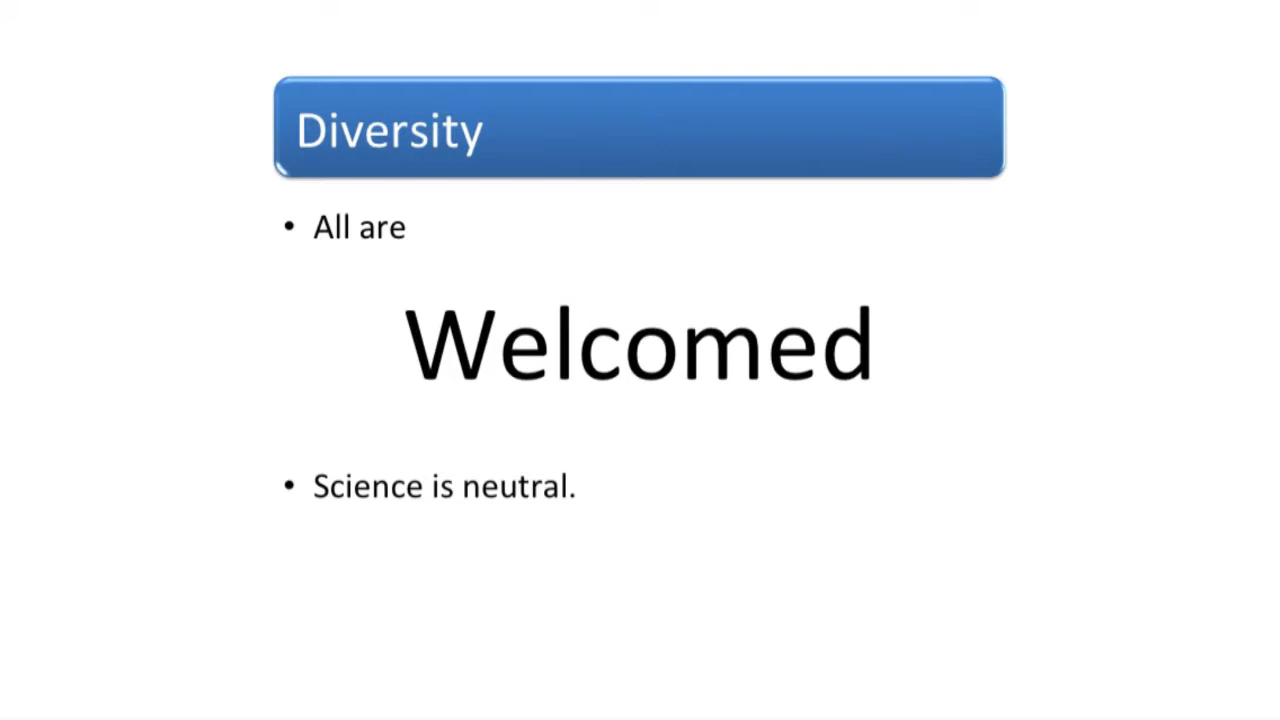 Diversity
• All are
Welcomed
• Science is neutral.